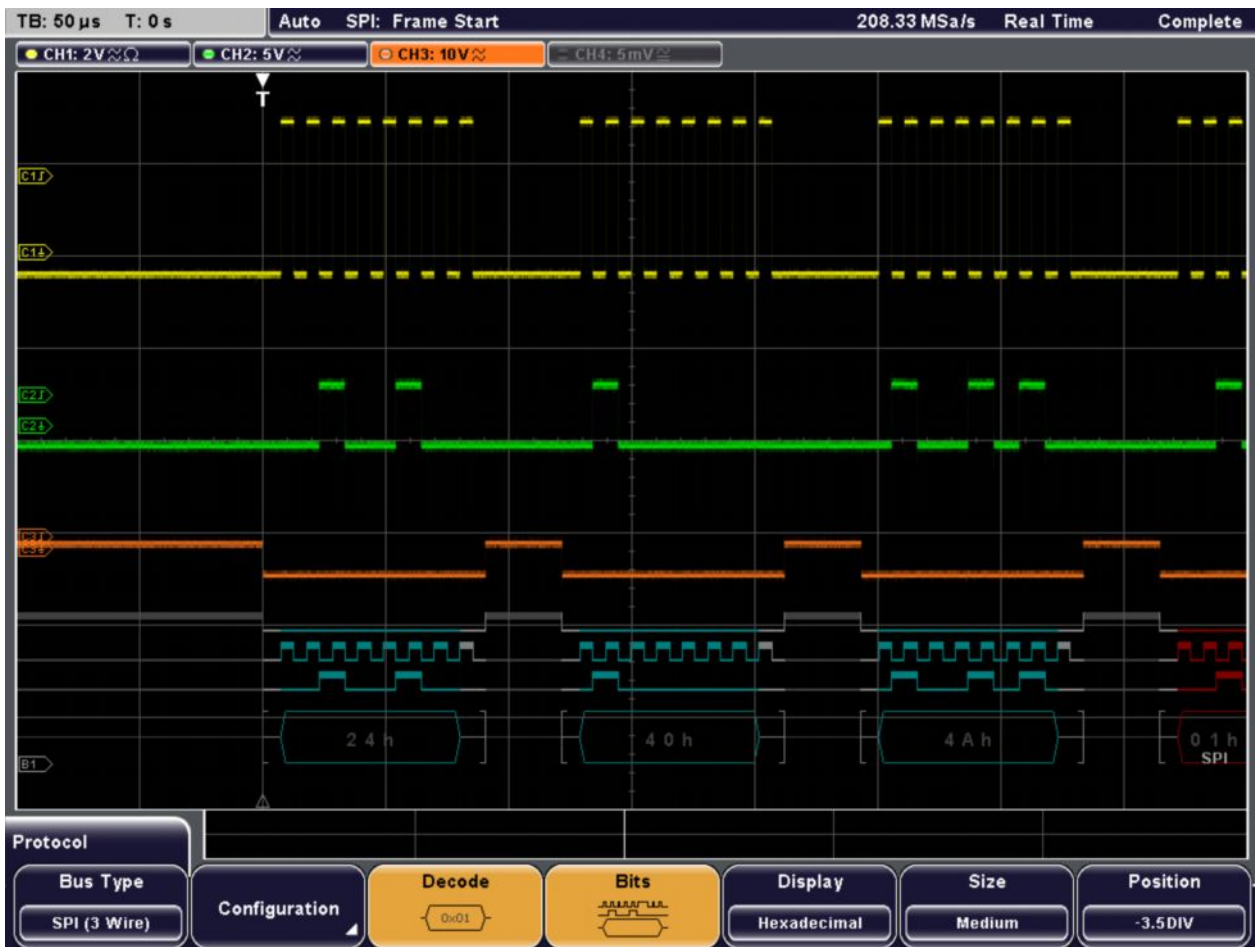 TB: 50 µs T: 0 s Auto SPI: Frame Start 208.33 MSa/s Real Time Complete
CH1: 2V≂Ω CH2: 5V≂ CH3: 10V≂ CH4: 5mV≅
T
C1
C1
C2
C2
C3
C3
24h 40h 4Ah 01h
SPI
B1
Protocol
Bus Type Configuration Decode Bits Display Size Position
SPI (3 Wire) 0x01 Hexadecimal Medium -3.5DIV